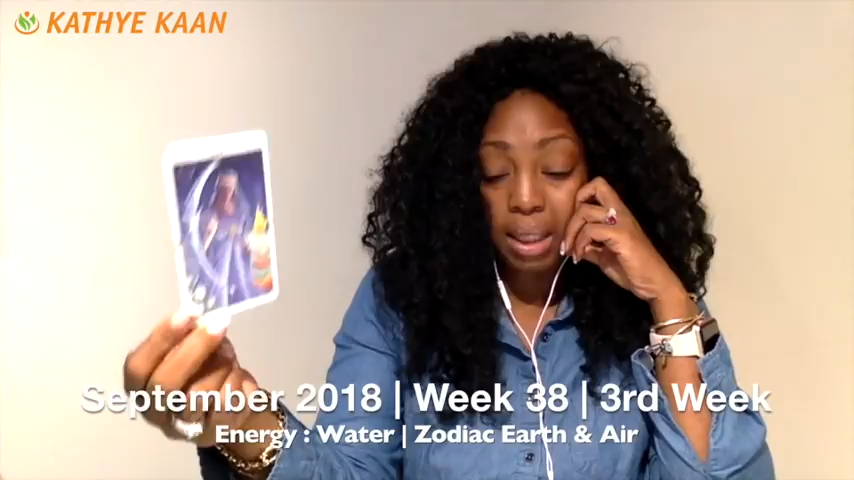 KATHYE KAAN
September 2018 | Week 38 | 3rd Week
Energy : Water | Zodiac Earth & Air